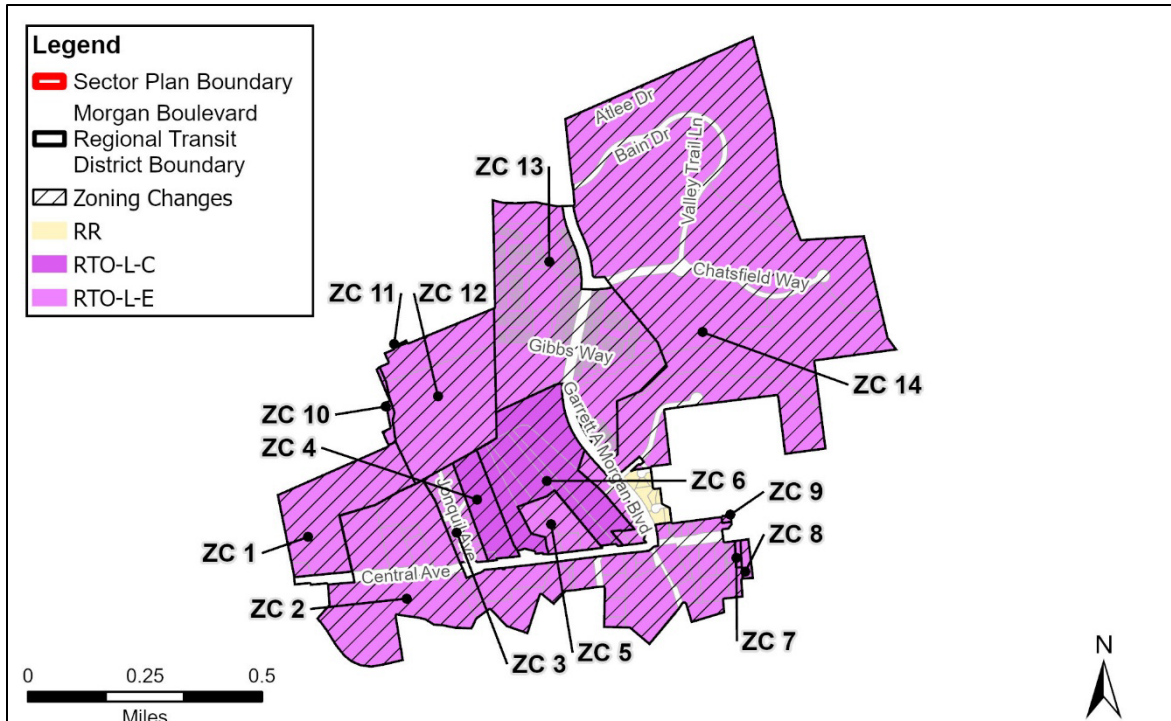 Legend
Sector Plan Boundary
Morgan Boulevard
Regional Transit
District Boundary
Zoning Changes
RR
RTO-L-C
RTO-L-E
Atlee Dr
Bain Dr
Valley Trail Ln
ZC 13
Chatsfield Way
ZC 11
ZC 12
Gibbs Way
ZC 14
ZC 10
Garrett A Morgan Blvd
ZC 4
ZC 6
Jonquil Ave
ZC 9
ZC 1
ZC 8
Central Ave
ZC 2
ZC 3
ZC 5
ZC 7
N
0 0.25 0.5
Miles